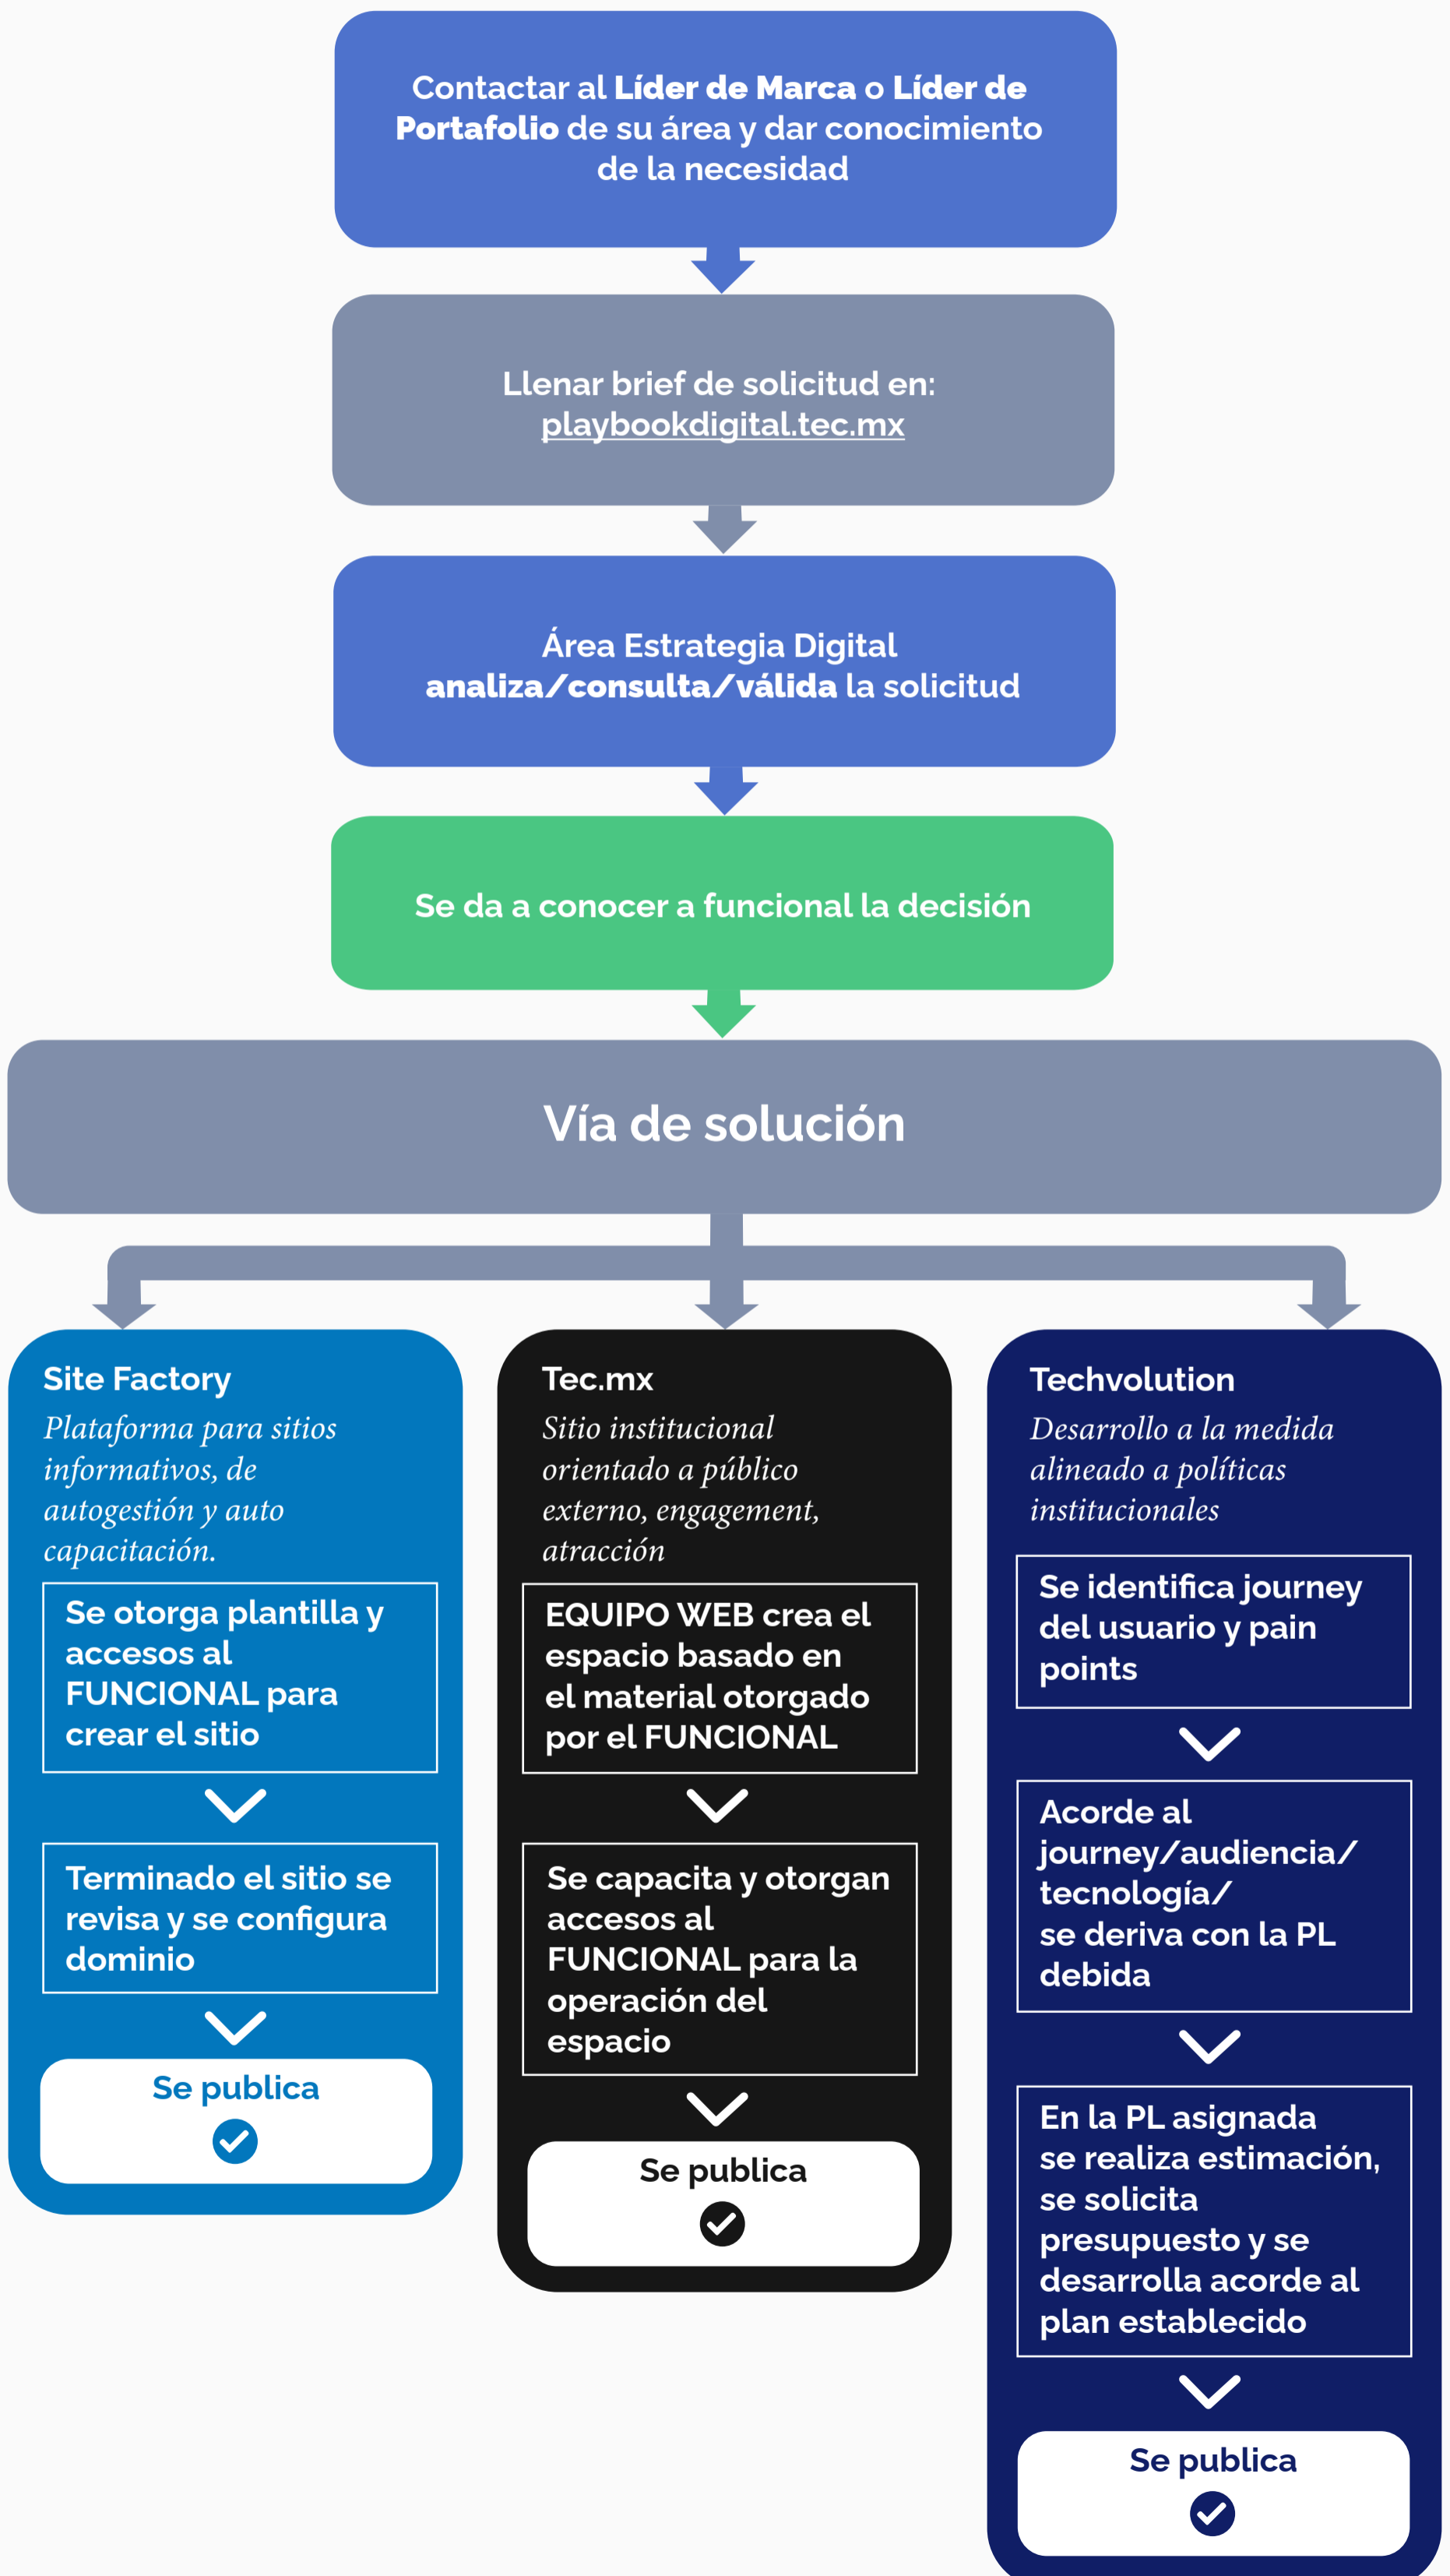 Contactar al Líder de Marca o Líder de
Portafolio de su área y dar conocimiento
de la necesidad
Llenar brief de solicitud en:
playbookdigital.tec.mx
Área Estrategia Digital
analiza/consulta/válida la solicitud
Se da a conocer a funcional la decisión
Vía de solución
Site Factory
Plataforma para sitios
informativos, de
autogestión y auto
capacitación.
Se otorga plantilla y
accesos al
FUNCIONAL para
crear el sitio
Terminado el sitio se
revisa y se configura
dominio
Se publica
Tec.mx
Sitio institucional
orientado a público
externo, engagement,
atracción
EQUIPO WEB crea el
espacio basado en
el material otorgado
por el FUNCIONAL
Se capacita y otorgan
accesos al
FUNCIONAL para la
operación del
espacio
Se publica
Techvolution
Desarrollo a la medida
alineado a políticas
institucionales
Se identifica journey
del usuario y pain
points
Acorde al
journey/audiencia/
tecnología/
se deriva con la PL
debida
En la PL asignada
se realiza estimación,
se solicita
presupuesto y se
desarrolla acorde al
plan establecido
Se publica